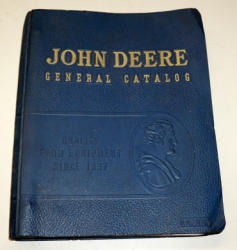 JOHN DEERE
GENERAL CATALOG
QUALITY
FARM EQUIPMENT
SINCE 1837